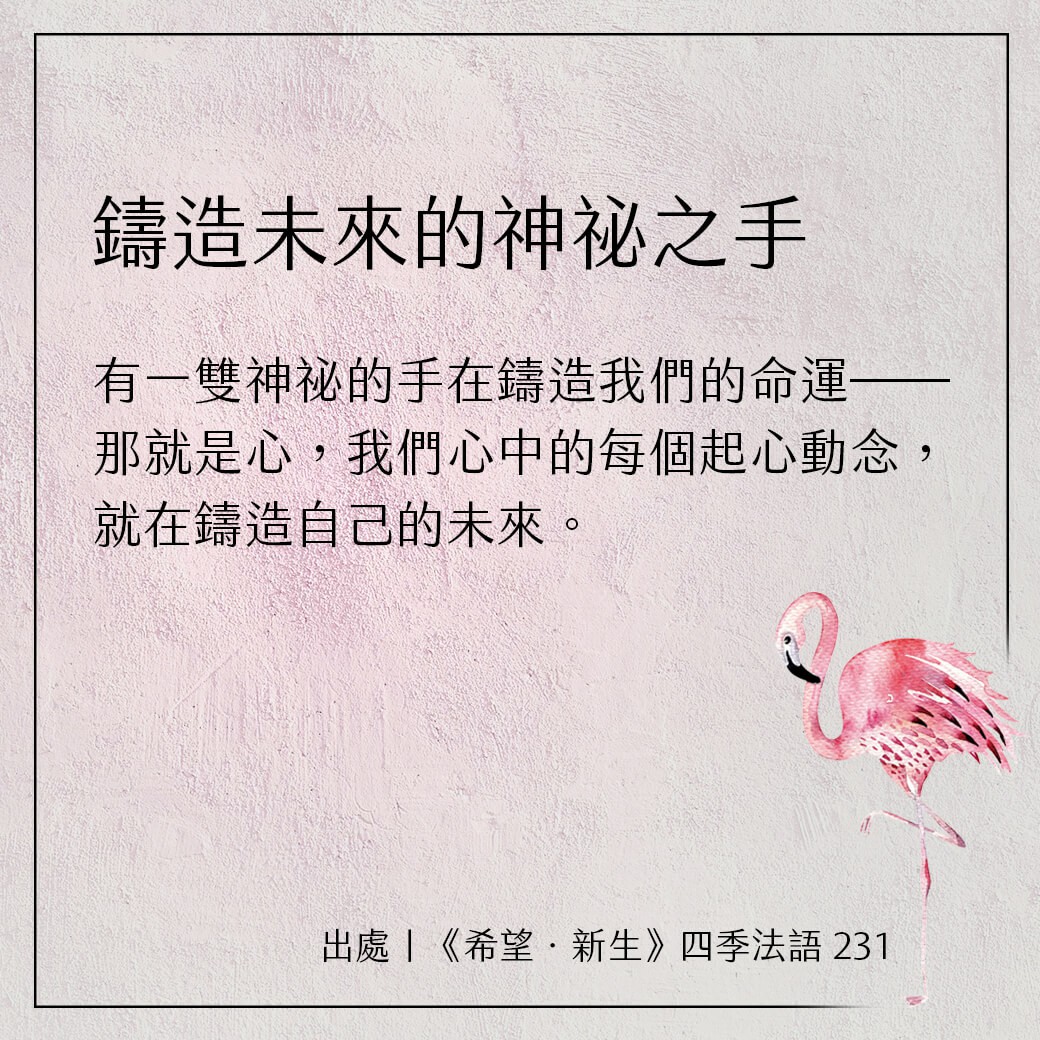 鑄造未來的神祕之手
有一雙神祕的手在鑄造我們的命運——
那就是心，我們心中的每個起心動念，
就在鑄造自己的未來。
出處｜《希望．新生》四季法語 231